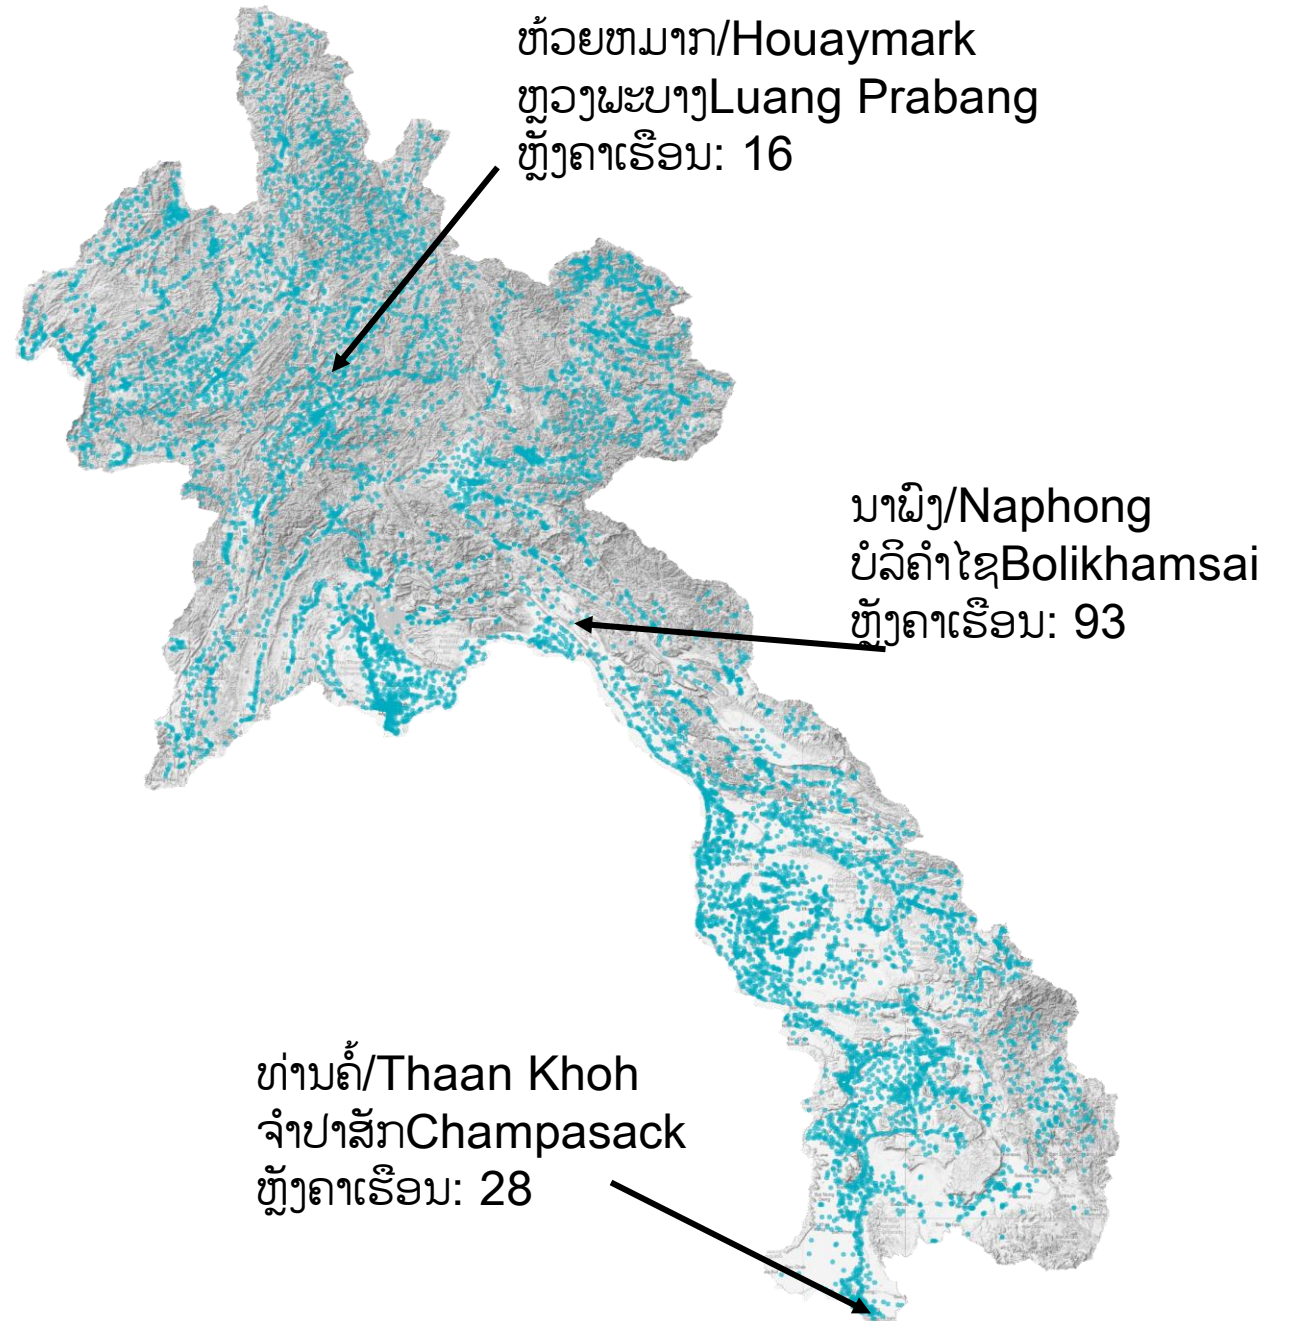 ຫ້ວຍຫມາກ/Houaymark
ຫຼວງພະບາງLuang Prabang
ຫຼັງຄາເຮືອນ: 16
ນາຟົງ/Naphong
ບໍລິຄຳໄຊBolikhamsai
ຫຼັງຄາເຮືອນ: 93
ທ່ານຄໍ້/Thaan Khoh
ຈຳປາສັກChampasack
ຫຼັງຄາເຮືອນ: 28